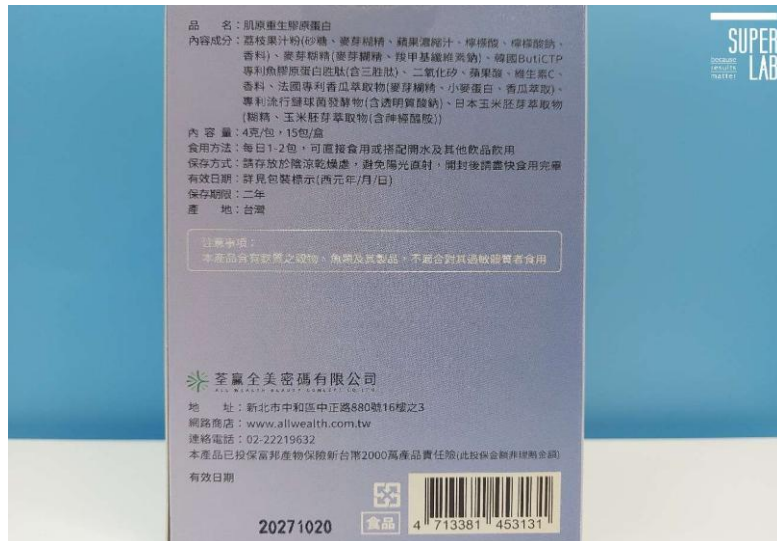 品　　名：肌原重生膠原蛋白
內容成分：荔枝果汁粉(砂糖、麥芽糊精、蘋果濃縮汁、檸檬酸、檸檬酸鈉、
香料)、麥芽糊精(麥芽糊精、羧甲基纖維素鈉)、韓國ButiCTP
專利魚膠原蛋白胜肽(含三胜肽)、二氧化矽、蘋果酸、維生素C、
香料、法國專利香瓜萃取物(麥芽糊精、小麥蛋白、香瓜萃取)、
專利流行鏈球菌發酵物(含透明質酸鈉)、日本玉米胚芽萃取物
(糊精、玉米胚芽萃取物(含神經醯胺))
內 容 量：4克/包，15包/盒
食用方法：每日1-2包，可直接食用或搭配開水及其他飲品飲用
保存方式：請存放於陰涼乾燥處，避免陽光直射，開封後請盡快食用完畢
有效日期：詳見包裝標示(西元年/月/日)
保存期限：二年
產　　地：台灣
注意事項：
本產品含有麩質之穀物、魚類及其製品，不適合對其過敏體質者食用
荃贏全美密碼有限公司
地　　址：新北市中和區中正路880號16樓之3
網路商店：www.allwealth.com.tw
連絡電話：02-22219632
本產品已投保富邦產物保險新台幣2000萬產品責任險(此投保金額非理賠金額)
有效日期
20271020
食品
4 713381 453131
SUPER
because results matter
LAB